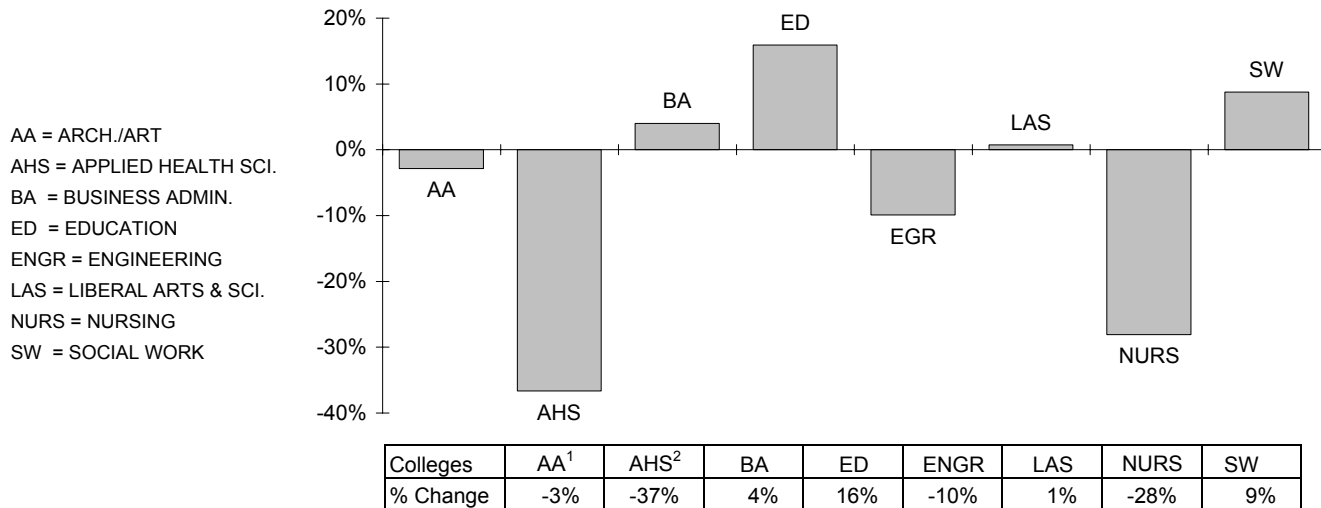 20%
10%
0%
-10%
-20%
-30%
-40%
AA = ARCH./ART
AHS = APPLIED HEALTH SCI.
BA = BUSINESS ADMIN.
ED = EDUCATION
ENGR = ENGINEERING
LAS = LIBERAL ARTS & SCI.
NURS = NURSING
SW = SOCIAL WORK
AA
AHS
BA
ED
EGR
LAS
NURS
SW
Colleges AA¹ AHS² BA ED ENGR LAS NURS SW
% Change -3% -37% 4% 16% -10% 1% -28% 9%